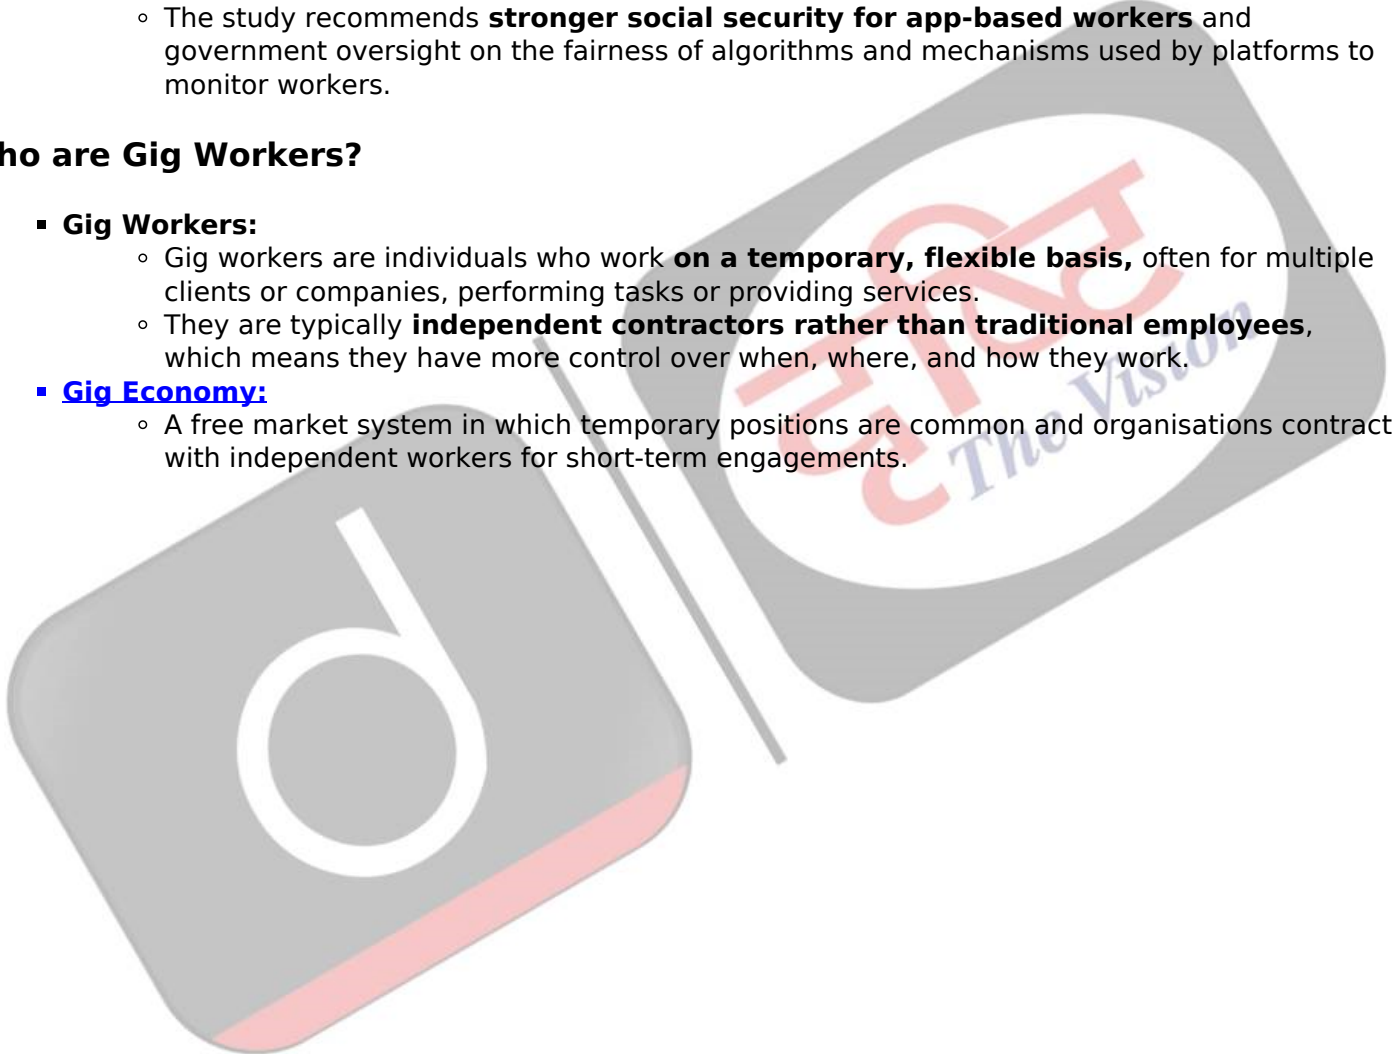 The study recommends stronger social security for app-based workers and
government oversight on the fairness of algorithms and mechanisms used by platforms to
monitor workers.
ho are Gig Workers?
Gig Workers:
Gig workers are individuals who work on a temporary, flexible basis, often for multiple
clients or companies, performing tasks or providing services.
They are typically independent contractors rather than traditional employees,
which means they have more control over when, where, and how they work.
Gig Economy:
A free market system in which temporary positions are common and organisations contract
with independent workers for short-term engagements.
दृष्टि
The Vision
d